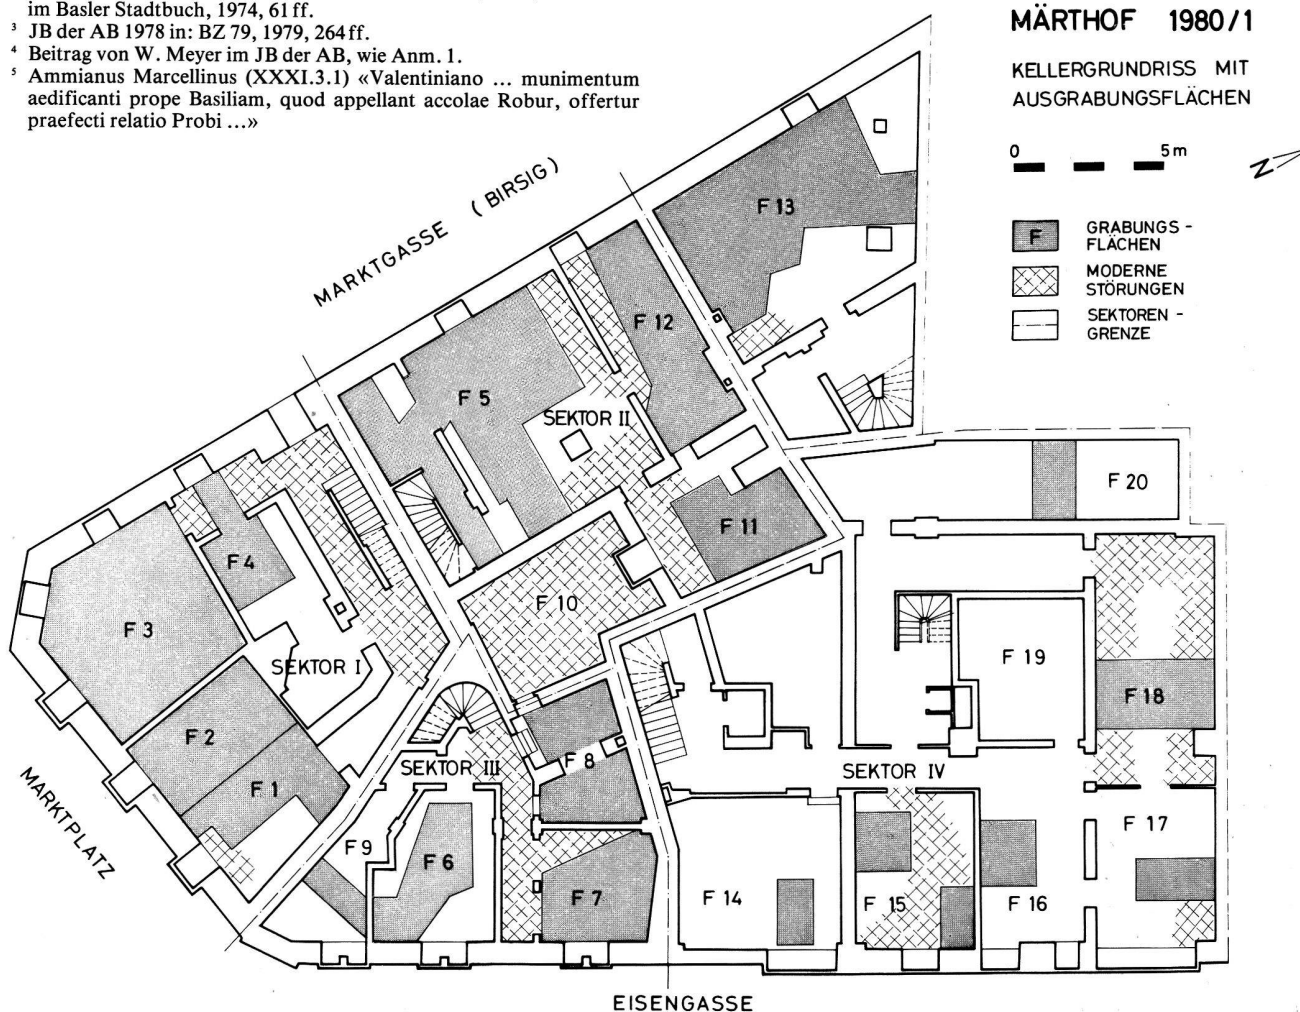 im Basler Stadtbuch, 1974, 61 ff.
³ JB der AB 1978 in: BZ 79, 1979, 264 ff.
⁴ Beitrag von W. Meyer im JB der AB, wie Anm. 1.
⁵ Ammianus Marcellinus (XXXI.3.1) «Valentiniano ... munimentum
aedificanti prope Basiliam, quod appellant accolae Robur, offertur
praefecti relatio Probi ...»
MÄRTHOF 1980/1
KELLERGRUNDRISS MIT
AUSGRABUNGSFLÄCHEN
0 5 m
N
F GRABUNGS-
FLÄCHEN
MODERNE
STÖRUNGEN
SEKTOREN-
GRENZE
MARKTGASSE (BIRSIG)
F 13
F 12
F 5
SEKTOR II
F 20
F 11
F 4
F 10
F 3
SEKTOR I
F 19
F 18
F 2
F 8
SEKTOR III
SEKTOR IV
F 1
MARKTPLATZ
F 17
F 9
F 6
F 7
F 14
F 15
F 16
EISENGASSE